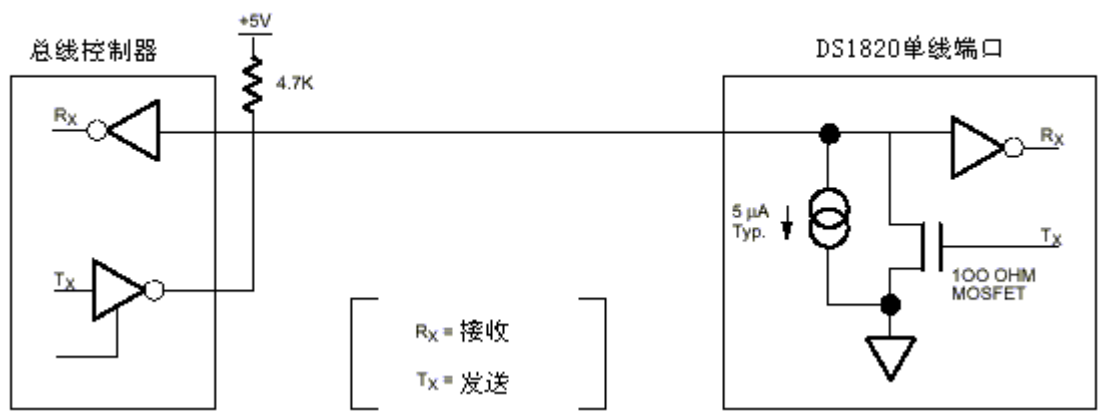 +5V
总线控制器
DS1820单线端口
4.7K
RX
RX
5 μA
Typ.
TX
TX
100 OHM
MOSFET
RX = 接收
TX = 发送